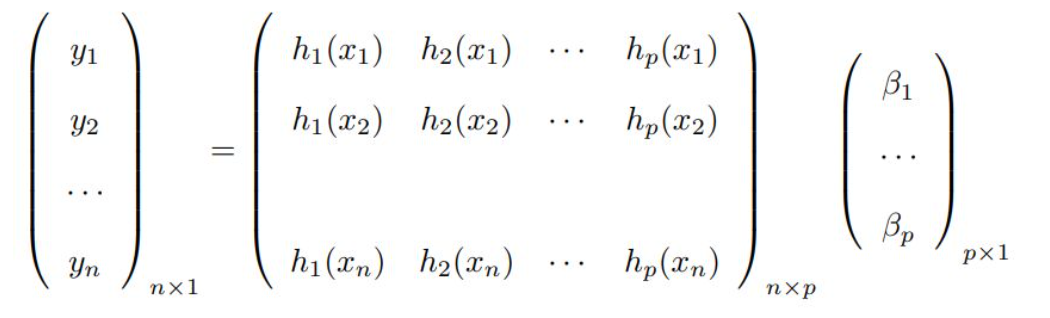 y₁ h₁(x₁) h₂(x₁) ⋯ hₚ(x₁)
β₁
y₂ h₁(x₂) h₂(x₂) ⋯ hₚ(x₂)
=
⋯
⋯
yₙ h₁(xₙ) h₂(xₙ) ⋯ hₚ(xₙ)
βₚ
n×1 n×p p×1